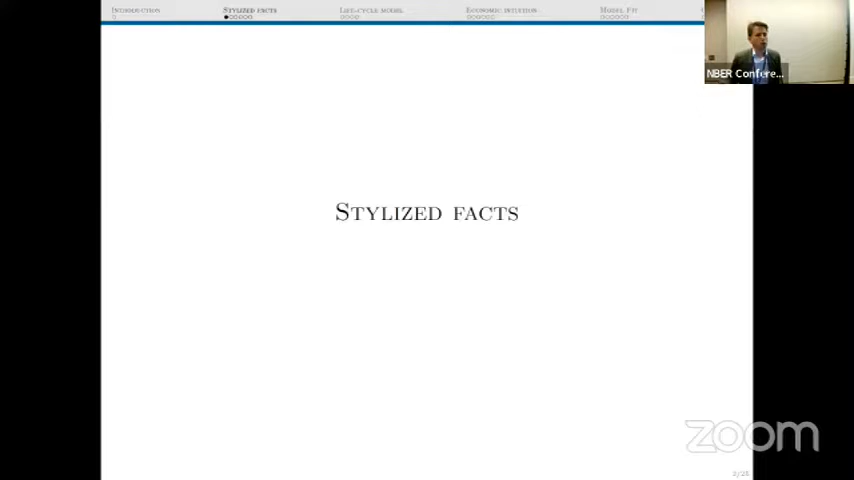 Introduction
Stylized facts
Life-cycle model
Economic intuition
Model Fit
NBER Confere...
Stylized facts
zoom